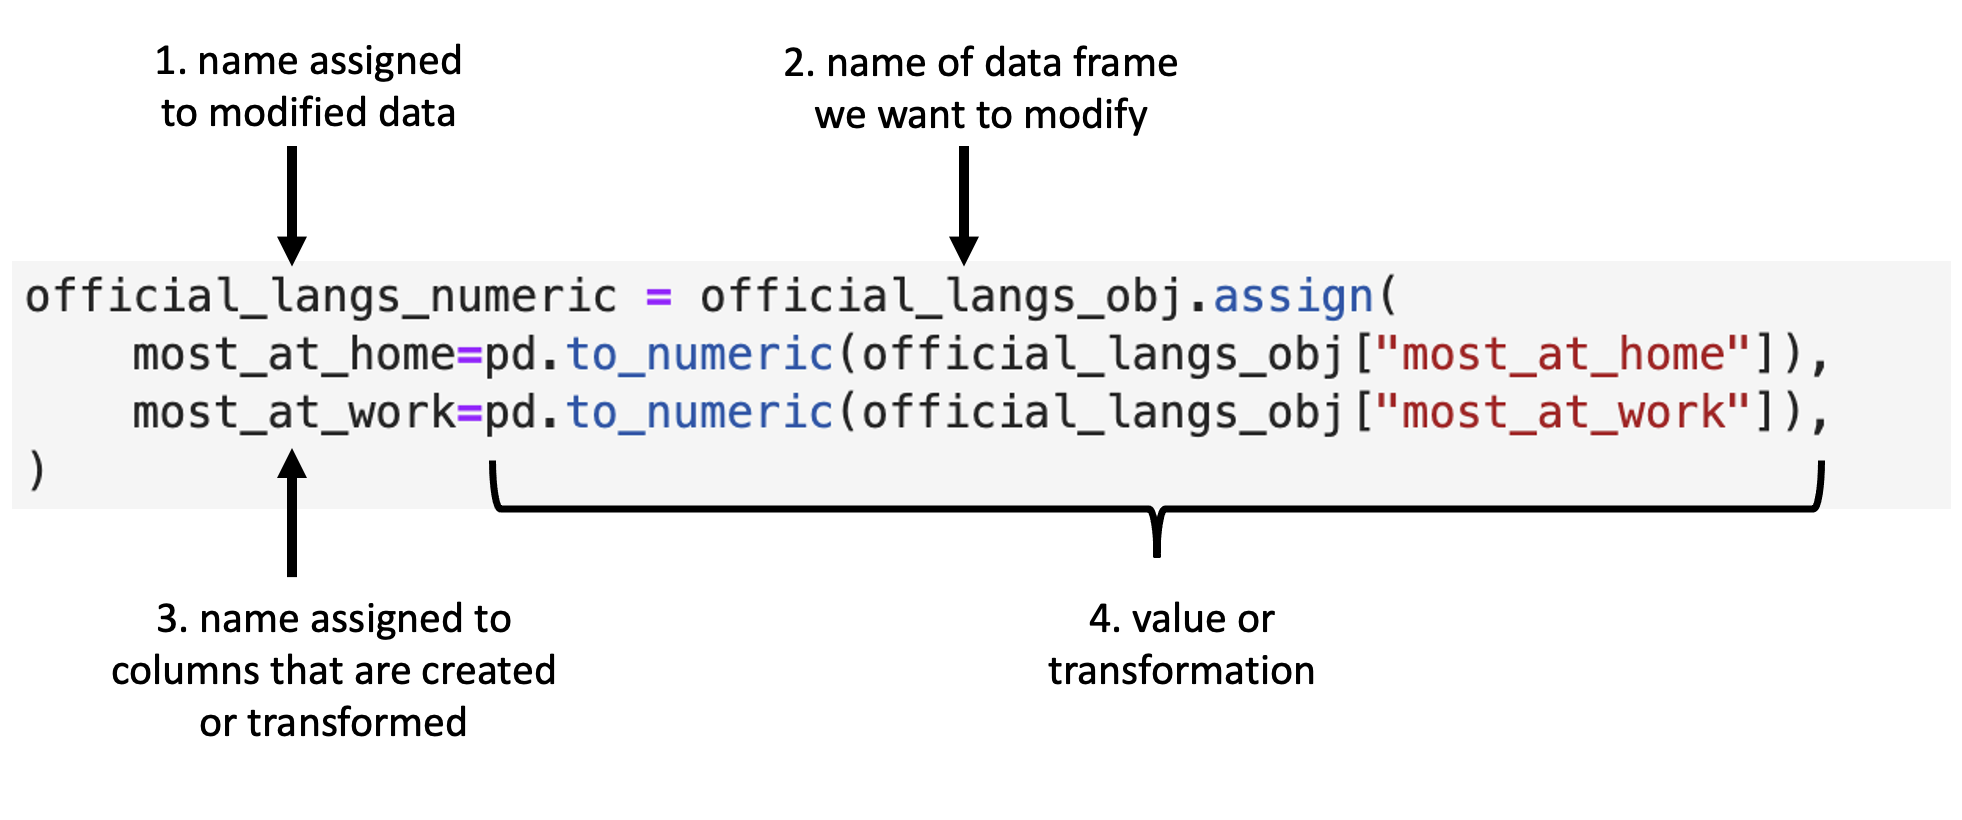 1. name assigned
to modified data
2. name of data frame
we want to modify
official_langs_numeric = official_langs_obj.assign(
    most_at_home=pd.to_numeric(official_langs_obj["most_at_home"]),
    most_at_work=pd.to_numeric(official_langs_obj["most_at_work"]),
)
3. name assigned to
columns that are created
or transformed
4. value or
transformation